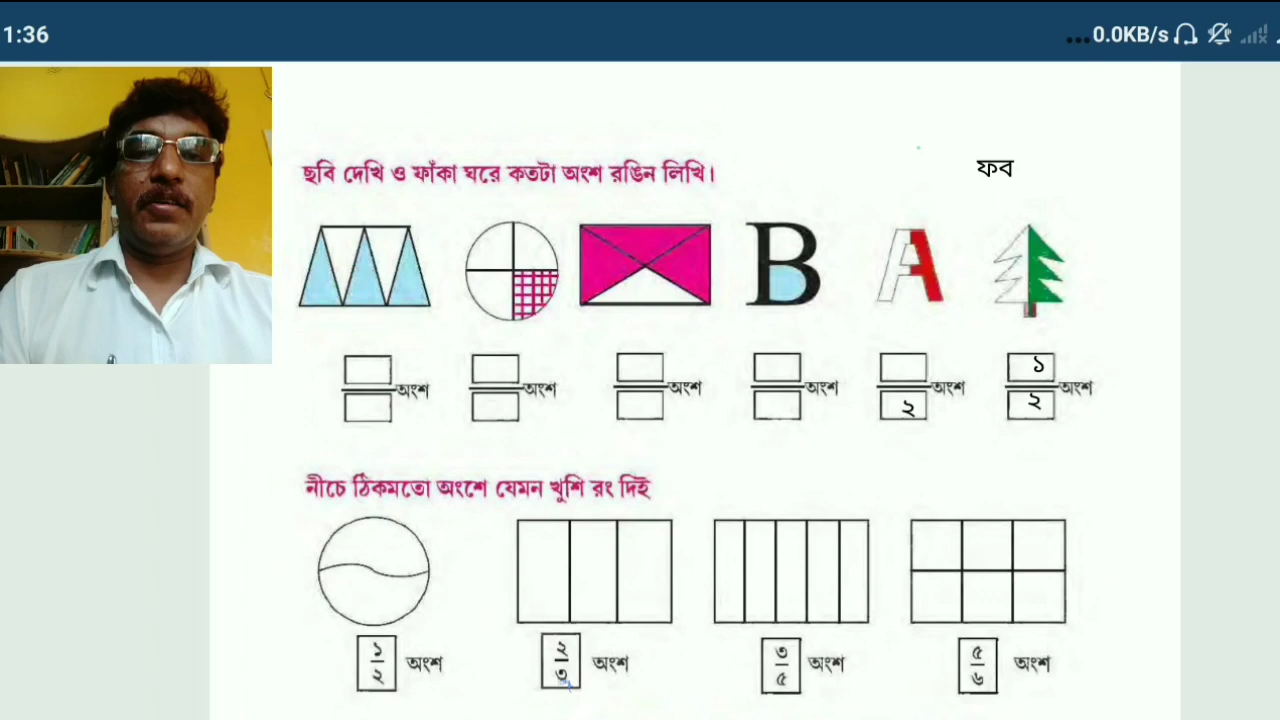 1:36 ...0.0KB/s
ছবি দেখি ও ফাঁকা ঘরে কতটা অংশ রঙিন লিখি।
ফব
B A
১
অংশ অংশ অংশ অংশ অংশ অংশ
২ ২
নীচে ঠিকমতো অংশে যেমন খুশি রং দিই
১/২ অংশ ২/৩ অংশ ৩/৫ অংশ ৫/৬ অংশ